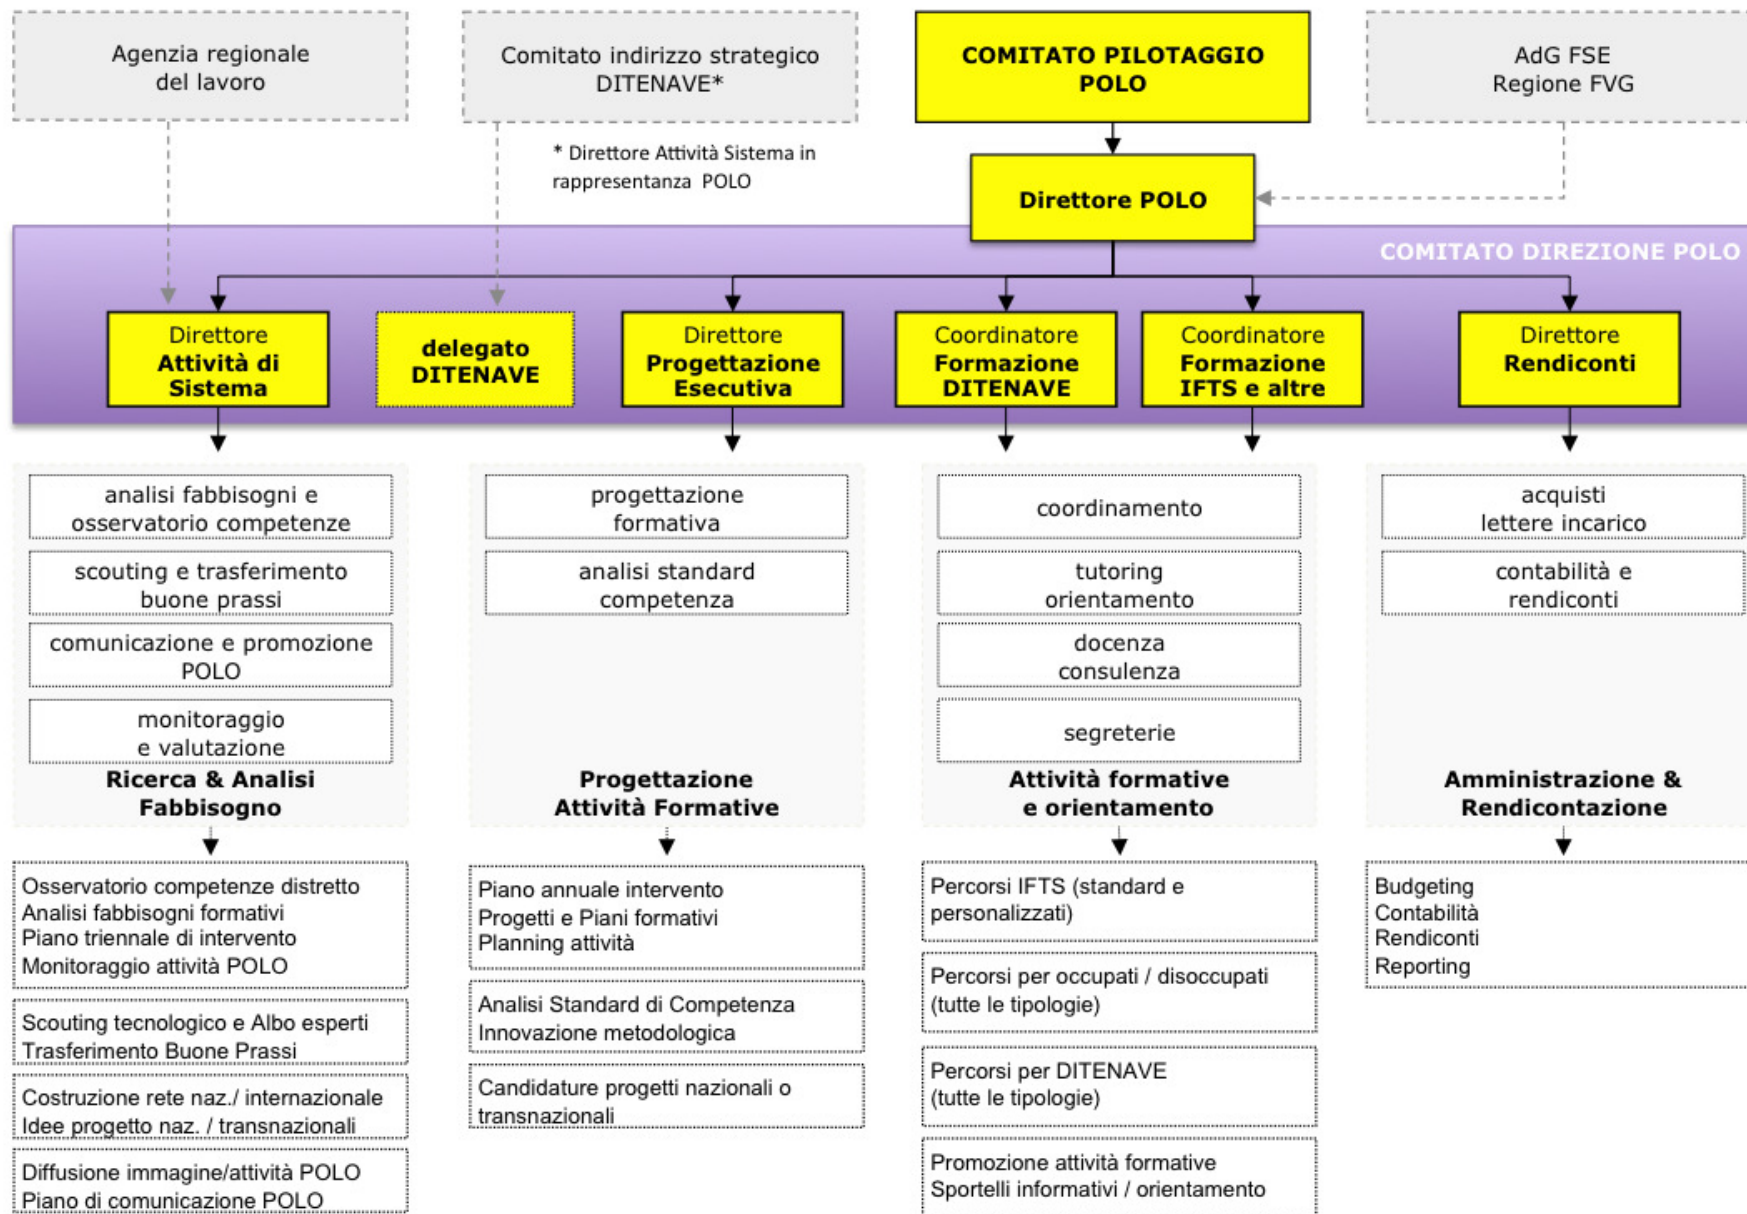 Agenzia regionale
del lavoro
Comitato indirizzo strategico
DITENAVE*
COMITATO PILOTAGGIO
POLO
AdG FSE
Regione FVG
* Direttore Attività Sistema in
rappresentanza POLO
Direttore POLO
COMITATO DIREZIONE POLO
Direttore
Attività di
Sistema
delegato
DITENAVE
Direttore
Progettazione
Esecutiva
Coordinatore
Formazione
DITENAVE
Coordinatore
Formazione
IFTS e altre
Direttore
Rendiconti
analisi fabbisogni e
osservatorio competenze
scouting e trasferimento
buone prassi
comunicazione e promozione
POLO
monitoraggio
e valutazione
Ricerca & Analisi
Fabbisogno
progettazione
formativa
analisi standard
competenza
Progettazione
Attività Formative
coordinamento
tutoring
orientamento
docenza
consulenza
segreterie
Attività formative
e orientamento
acquisti
lettere incarico
contabilità e
rendiconti
Amministrazione &
Rendicontazione
Osservatorio competenze distretto
Analisi fabbisogni formativi
Piano triennale di intervento
Monitoraggio attività POLO
Scouting tecnologico e Albo esperti
Trasferimento Buone Prassi
Costruzione rete naz./ internazionale
Idee progetto naz. / transnazionali
Diffusione immagine/attività POLO
Piano di comunicazione POLO
Piano annuale intervento
Progetti e Piani formativi
Planning attività
Analisi Standard di Competenza
Innovazione metodologica
Candidature progetti nazionali o
transnazionali
Percorsi IFTS (standard e
personalizzati)
Percorsi per occupati / disoccupati
(tutte le tipologie)
Percorsi per DITENAVE
(tutte le tipologie)
Promozione attività formative
Sportelli informativi / orientamento
Budgeting
Contabilità
Rendiconti
Reporting